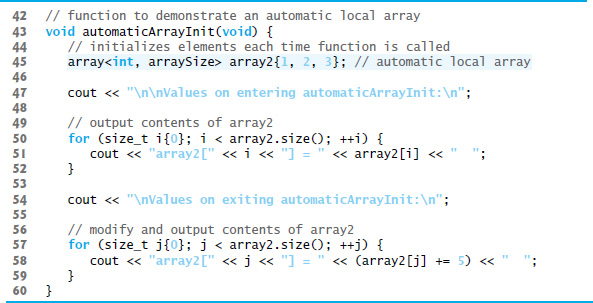 42 // function to demonstrate an automatic local array
43 void automaticArrayInit(void) {
44    // initializes elements each time function is called
45    array<int, arraySize> array2{1, 2, 3}; // automatic local array
46
47    cout << "\n\nValues on entering automaticArrayInit:\n";
48
49    // output contents of array2
50    for (size_t i{0}; i < array2.size(); ++i) {
51       cout << "array2[" << i << "] = " << array2[i] << "  ";
52    }
53
54    cout << "\nValues on exiting automaticArrayInit:\n";
55
56    // modify and output contents of array2
57    for (size_t j{0}; j < array2.size(); ++j) {
58       cout << "array2[" << j << "] = " << (array2[j] += 5) << "  ";
59    }
60 }